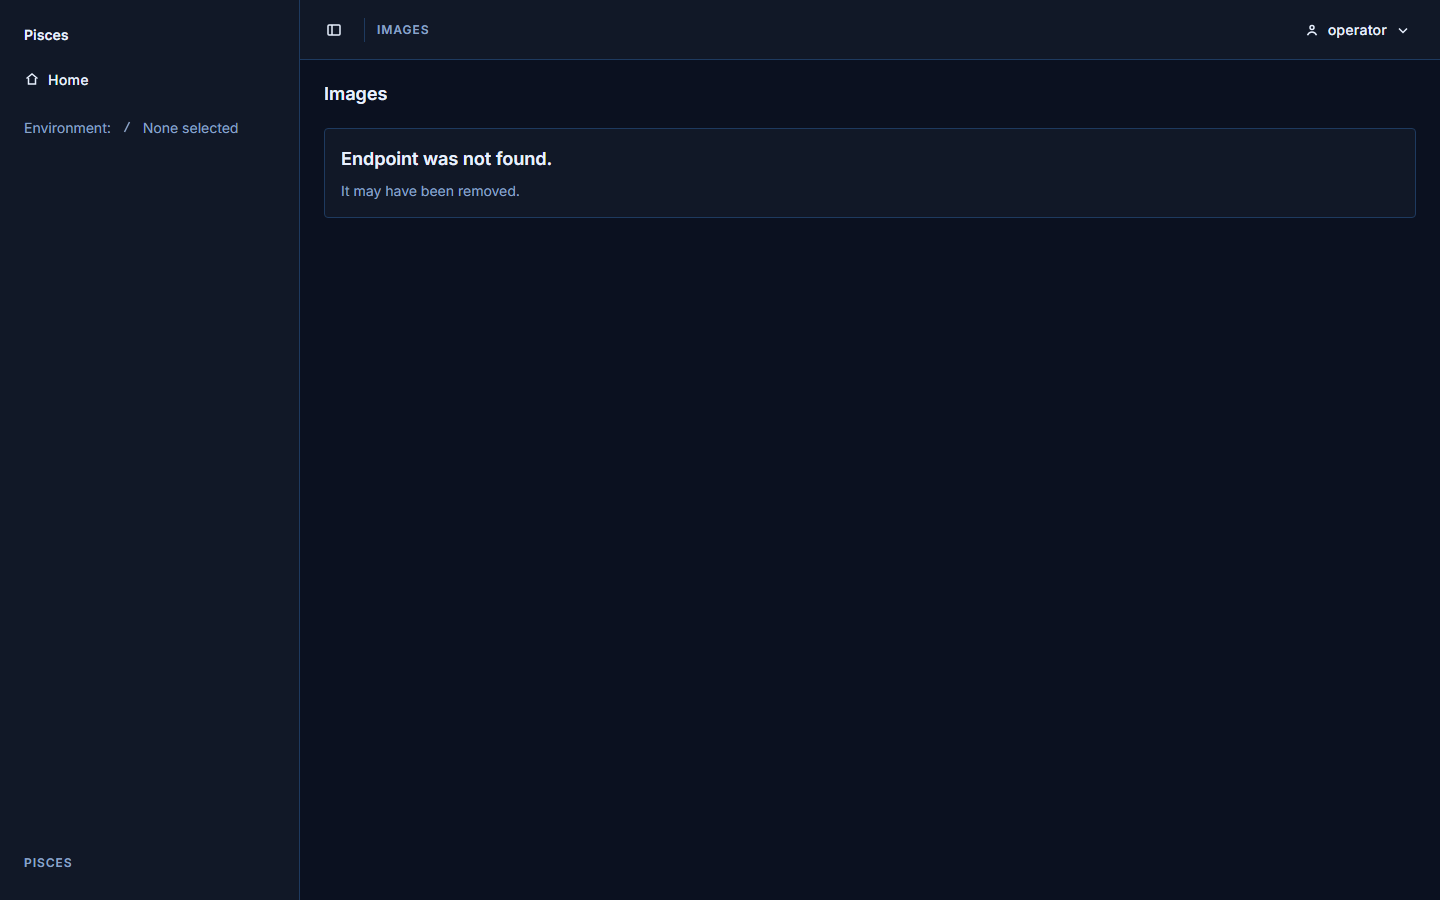 Pisces
Home
Environment: / None selected
PISCES
IMAGES
operator
Images
Endpoint was not found.
It may have been removed.